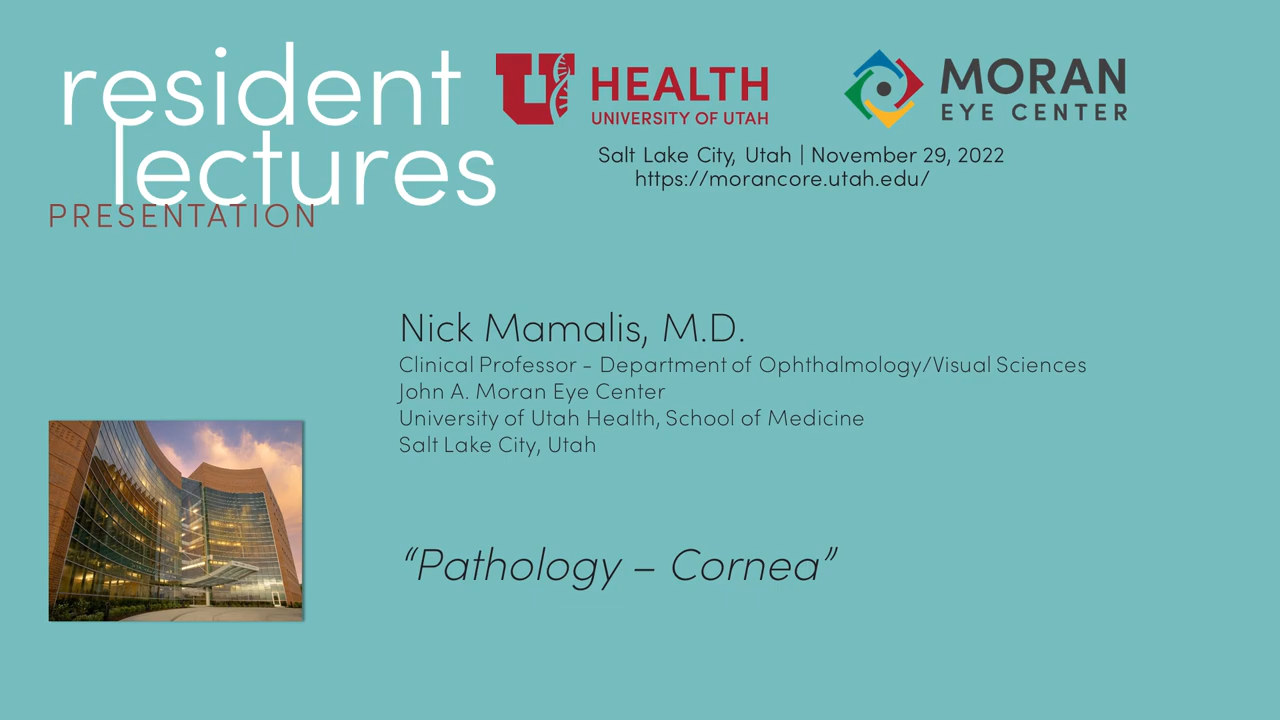 resident
lectures
PRESENTATION
U HEALTH
UNIVERSITY OF UTAH
MORAN
EYE CENTER
Salt Lake City, Utah | November 29, 2022
https://morancore.utah.edu/
Nick Mamalis, M.D.
Clinical Professor - Department of Ophthalmology/Visual Sciences
John A. Moran Eye Center
University of Utah Health, School of Medicine
Salt Lake City, Utah
“Pathology – Cornea”